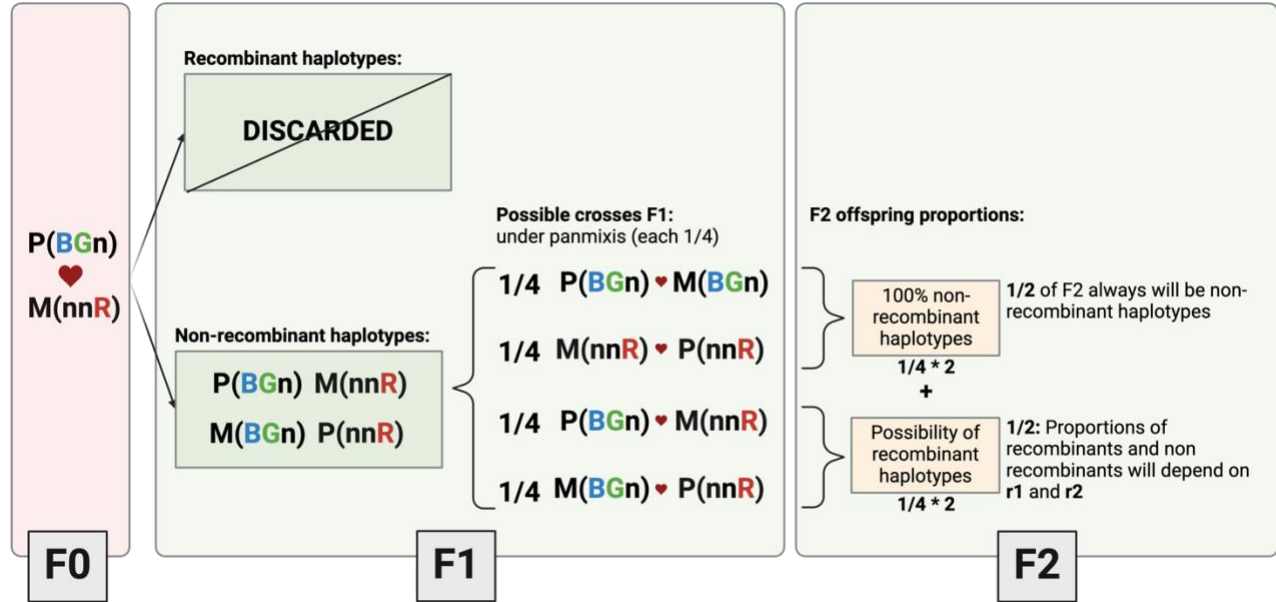 P(BGn)
M(nnR)
F0
Recombinant haplotypes:
DISCARDED
Non-recombinant haplotypes:
P(BGn) M(nnR)
M(BGn) P(nnR)
Possible crosses F1:
under panmixis (each 1/4)
1/4 P(BGn) M(BGn)
1/4 M(nnR) P(nnR)
1/4 P(BGn) M(nnR)
1/4 M(BGn) P(nnR)
F1
F2 offspring proportions:
100% non-
recombinant
haplotypes
1/4 * 2
1/2 of F2 always will be non-
recombinant haplotypes
+
Possibility of
recombinant
haplotypes
1/4 * 2
1/2: Proportions of
recombinants and non
recombinants will depend on
r1 and r2
F2